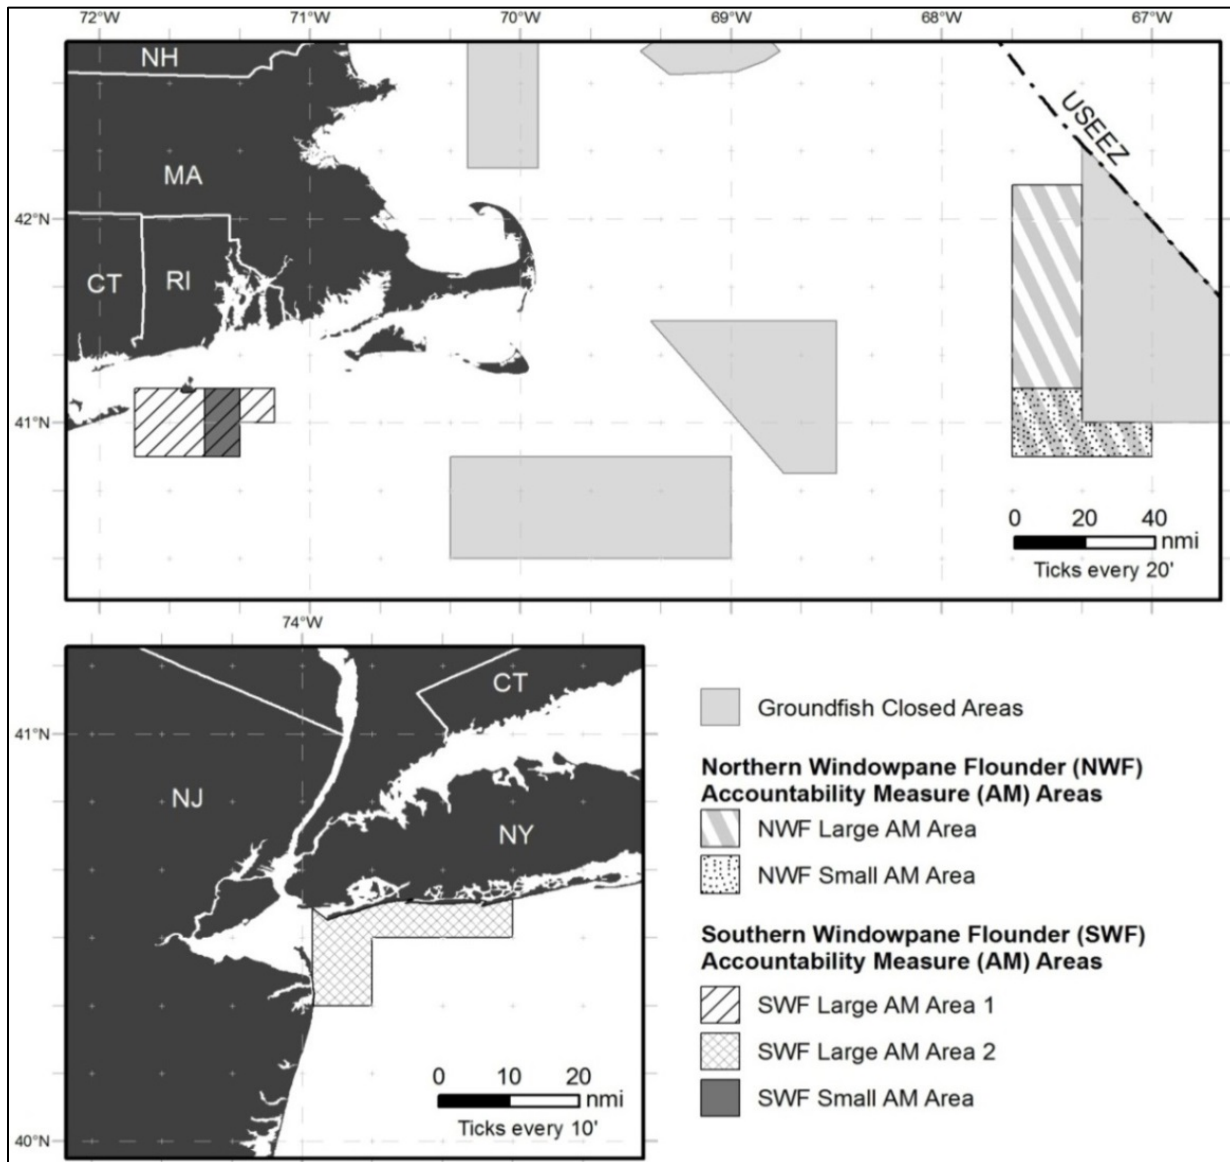 72°W 71°W 70°W 69°W 68°W 67°W
NH
USEEZ
MA
42°N
CT RI
41°N
0 20 40
nmi
Ticks every 20'
74°W
CT
41°N
NJ
NY
0 10 20
nmi
Ticks every 10'
40°N
Groundfish Closed Areas
Northern Windowpane Flounder (NWF)
Accountability Measure (AM) Areas
NWF Large AM Area
NWF Small AM Area
Southern Windowpane Flounder (SWF)
Accountability Measure (AM) Areas
SWF Large AM Area 1
SWF Large AM Area 2
SWF Small AM Area